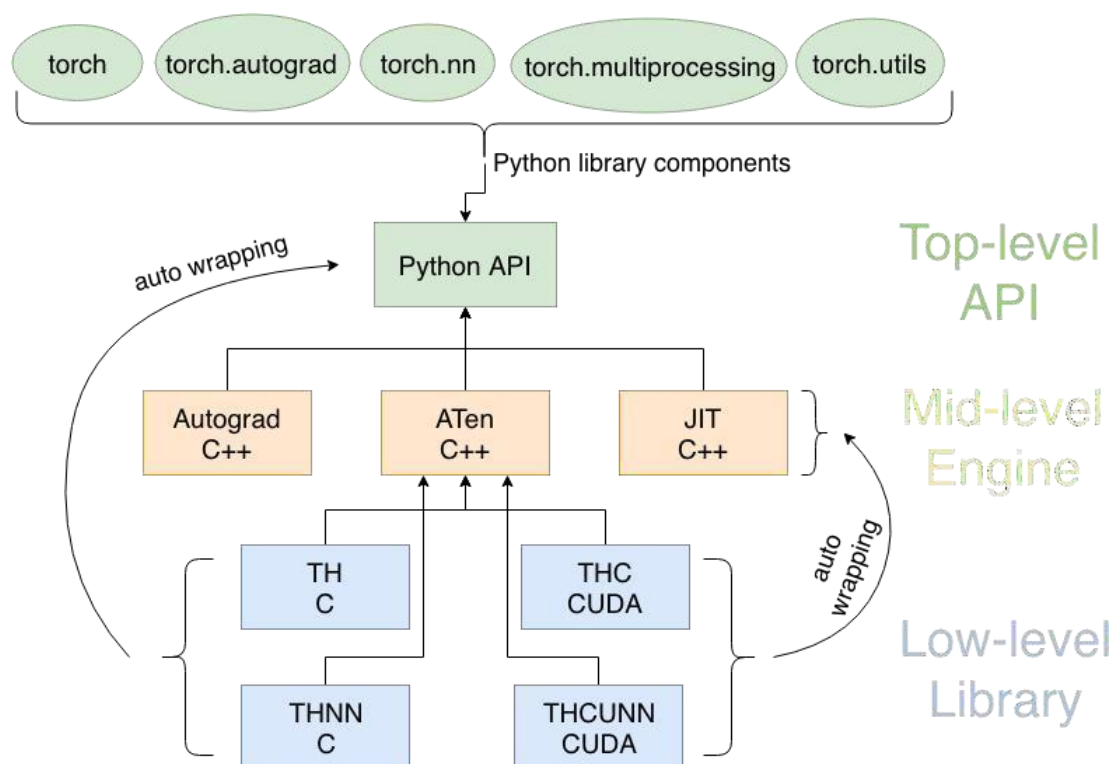 torch
torch.autograd
torch.nn
torch.multiprocessing
torch.utils
Python library components
auto wrapping
Python API
Top-level
API
Autograd
C++
ATen
C++
JIT
C++
Mid-level
Engine
auto
wrapping
TH
C
THC
CUDA
Low-level
Library
THNN
C
THCUNN
CUDA